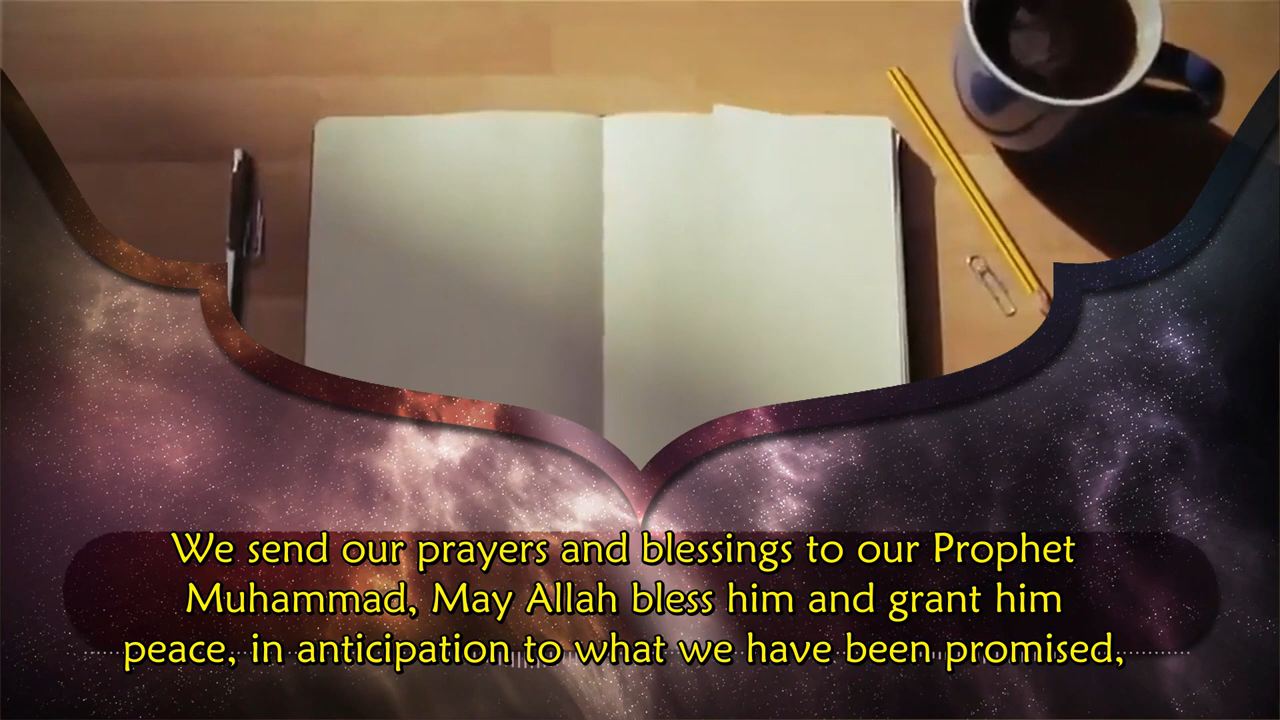 We send our prayers and blessings to our Prophet
Muhammad, May Allah bless him and grant him
peace, in anticipation to what we have been promised,